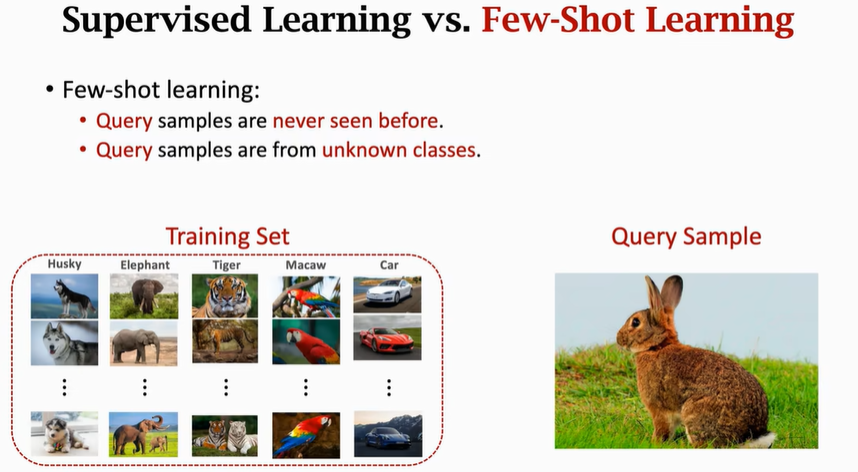 Supervised Learning vs. Few-Shot Learning
• Few-shot learning:
• Query samples are never seen before.
• Query samples are from unknown classes.
Training Set
Husky Elephant Tiger Macaw Car
Query Sample